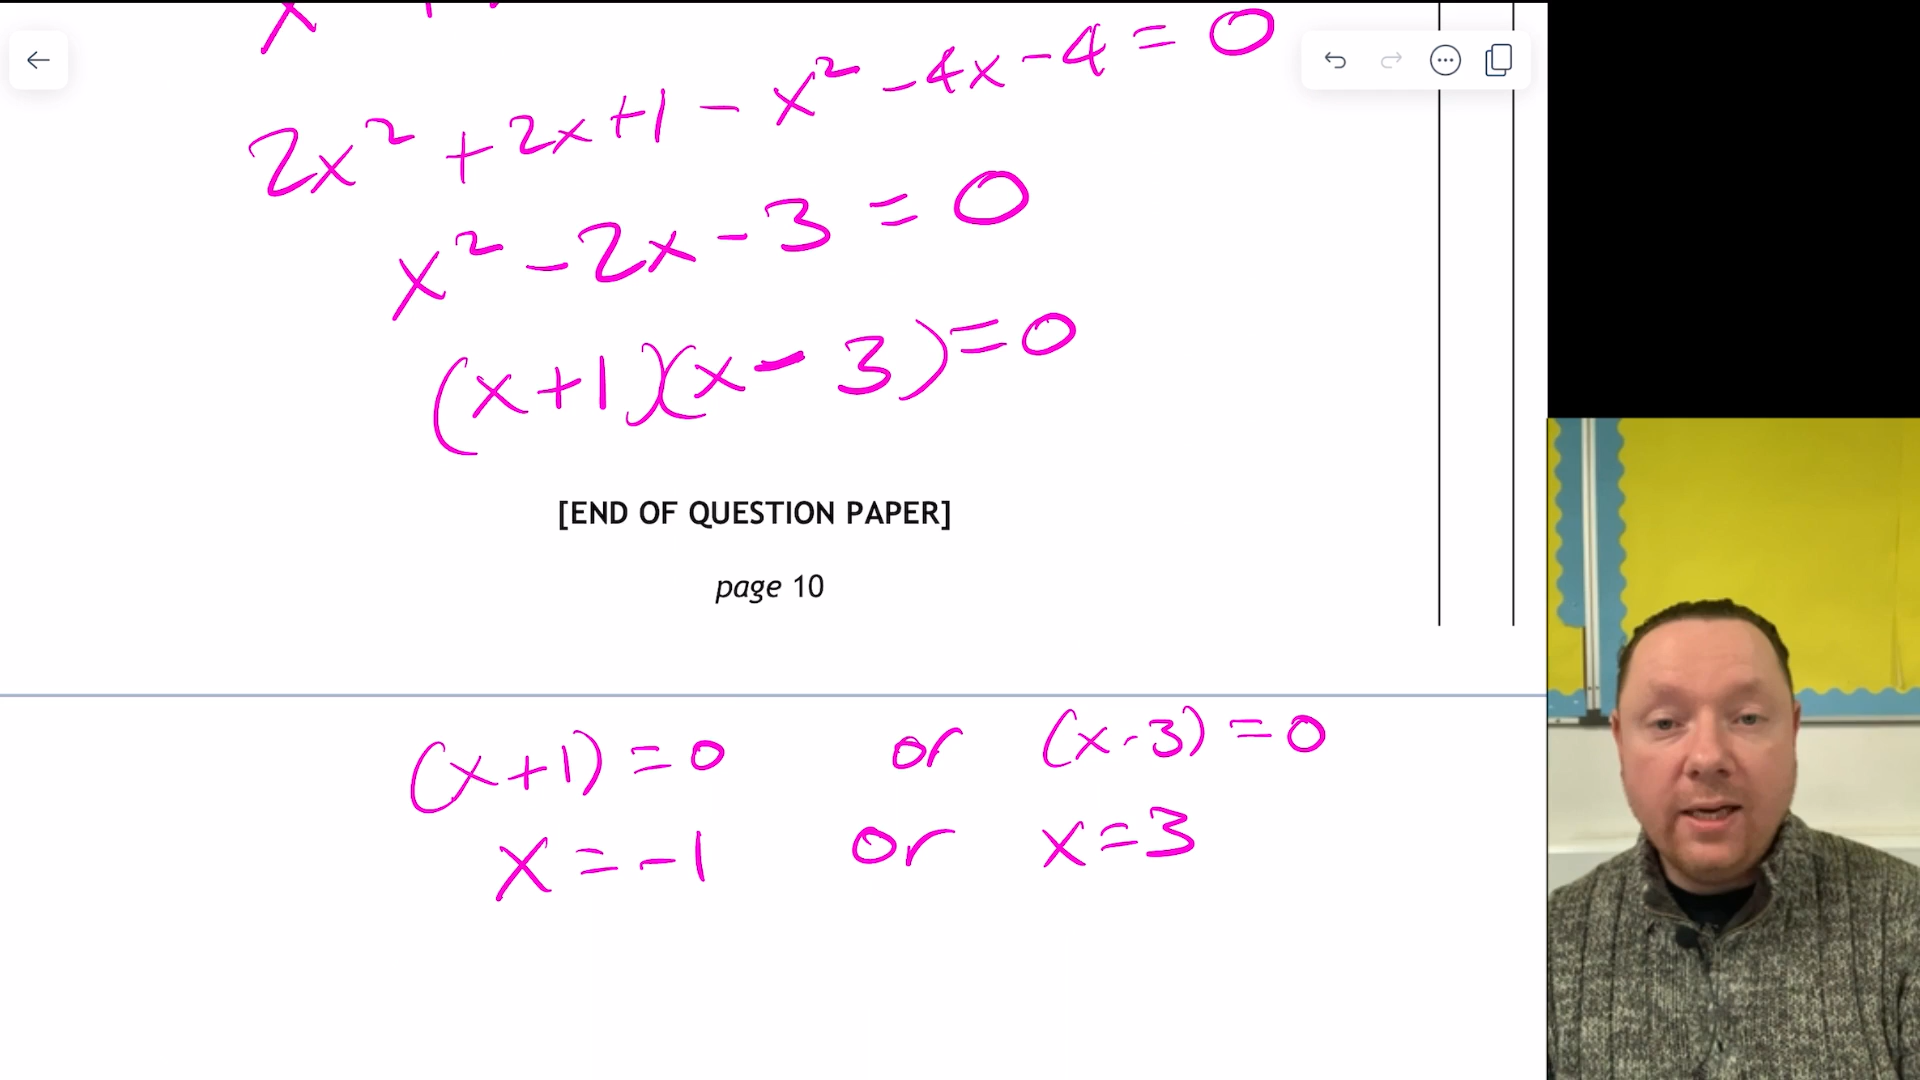 2x² + 2x + 1 - x² - 4x - 4 = 0
x² - 2x - 3 = 0
(x+1)(x-3) = 0
[END OF QUESTION PAPER]
page 10
(x+1) = 0 or (x-3) = 0
x = -1 or x = 3